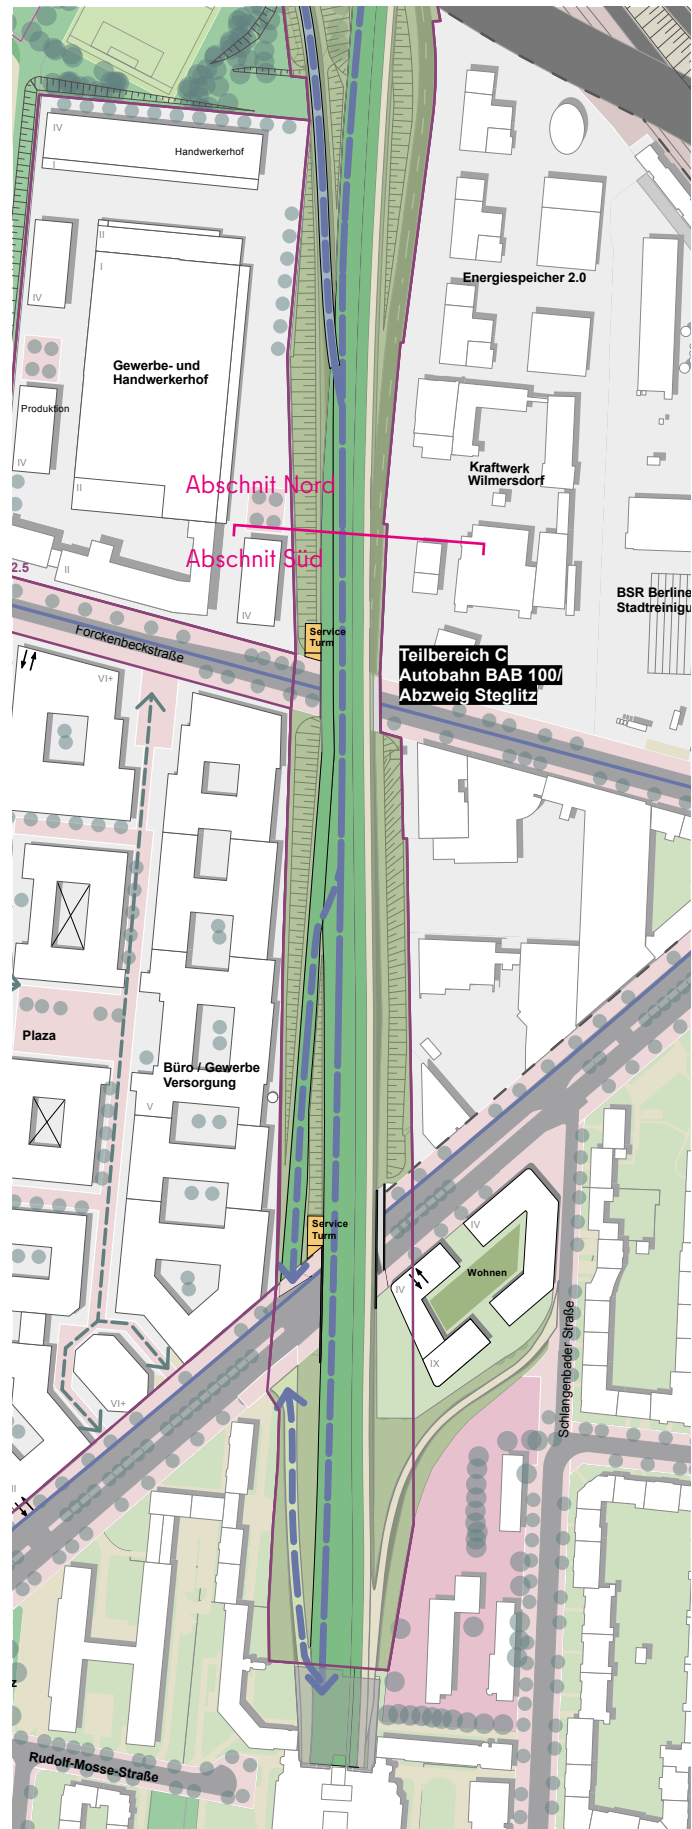 IV
Handwerkerhof
I
II
I
IV
Energiespeicher 2.0
Gewerbe- und
Handwerkerhof
Produktion
IV
II
Kraftwerk
Wilmersdorf
Abschnit Nord
Abschnit Süd
2.5
II
IV
BSR Berline
Stadtreinigu
Forckenbeckstraße
Service
Turm
Teilbereich C
Autobahn BAB 100/
Abzweig Steglitz
VI+
Plaza
Büro / Gewerbe
Versorgung
V
Service
Turm
IV
Wohnen
IV
IX
Schlangenbader Straße
VI+
II
z
Rudolf-Mosse-Straße